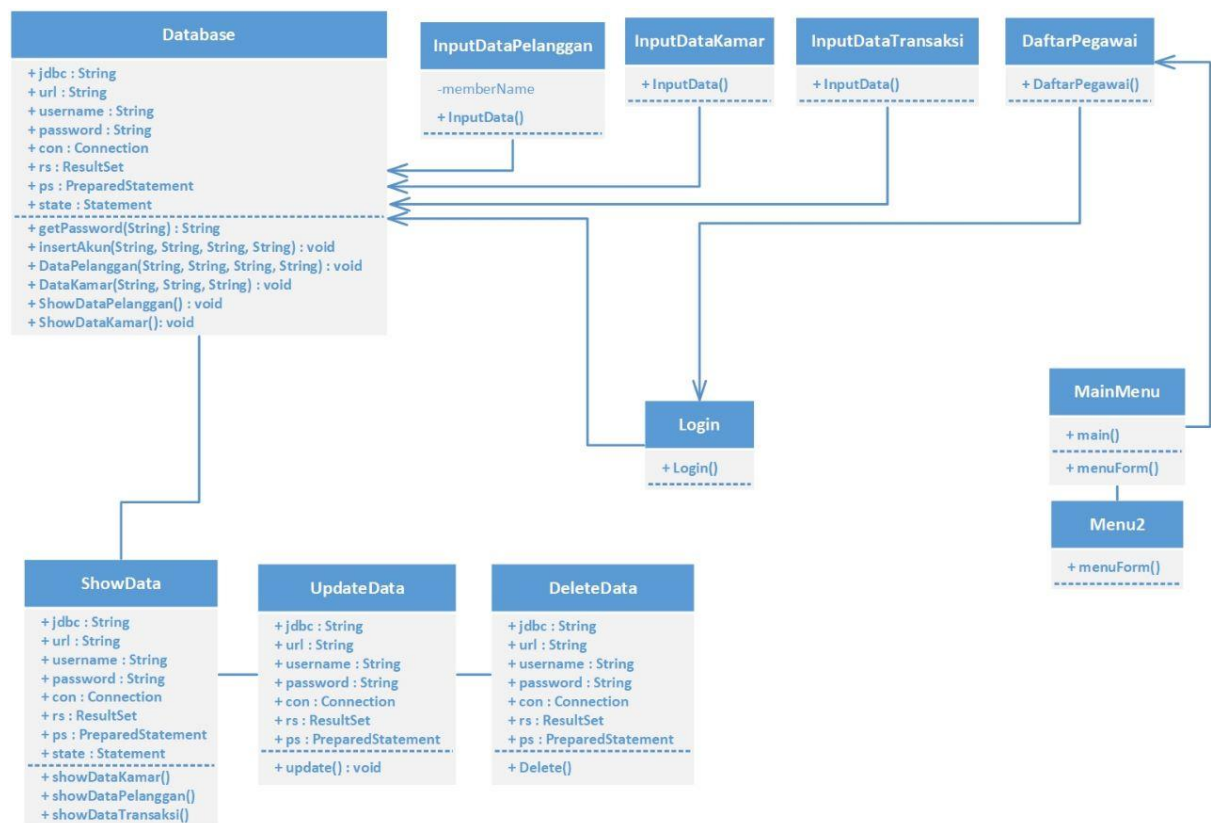 Database
+ jdbc : String
+ url : String
+ username : String
+ password : String
+ con : Connection
+ rs : ResultSet
+ ps : PreparedStatement
+ state : Statement
+ getPassword(String) : String
+ insertAkun(String, String, String, String) : void
+ DataPelanggan(String, String, String, String) : void
+ DataKamar(String, String, String) : void
+ ShowDataPelanggan() : void
+ ShowDataKamar(): void
InputDataPelanggan
-memberName
+ InputData()
InputDataKamar
+ InputData()
InputDataTransaksi
+ InputData()
DaftarPegawai
+ DaftarPegawai()
Login
+ Login()
MainMenu
+ main()
+ menuForm()
Menu2
+ menuForm()
ShowData
+ jdbc : String
+ url : String
+ username : String
+ password : String
+ con : Connection
+ rs : ResultSet
+ ps : PreparedStatement
+ state : Statement
+ showDataKamar()
+ showDataPelanggan()
+ showDataTransaksi()
UpdateData
+ jdbc : String
+ url : String
+ username : String
+ password : String
+ con : Connection
+ rs : ResultSet
+ ps : PreparedStatement
+ update() : void
DeleteData
+ jdbc : String
+ url : String
+ username : String
+ password : String
+ con : Connection
+ rs : ResultSet
+ ps : PreparedStatement
+ Delete()